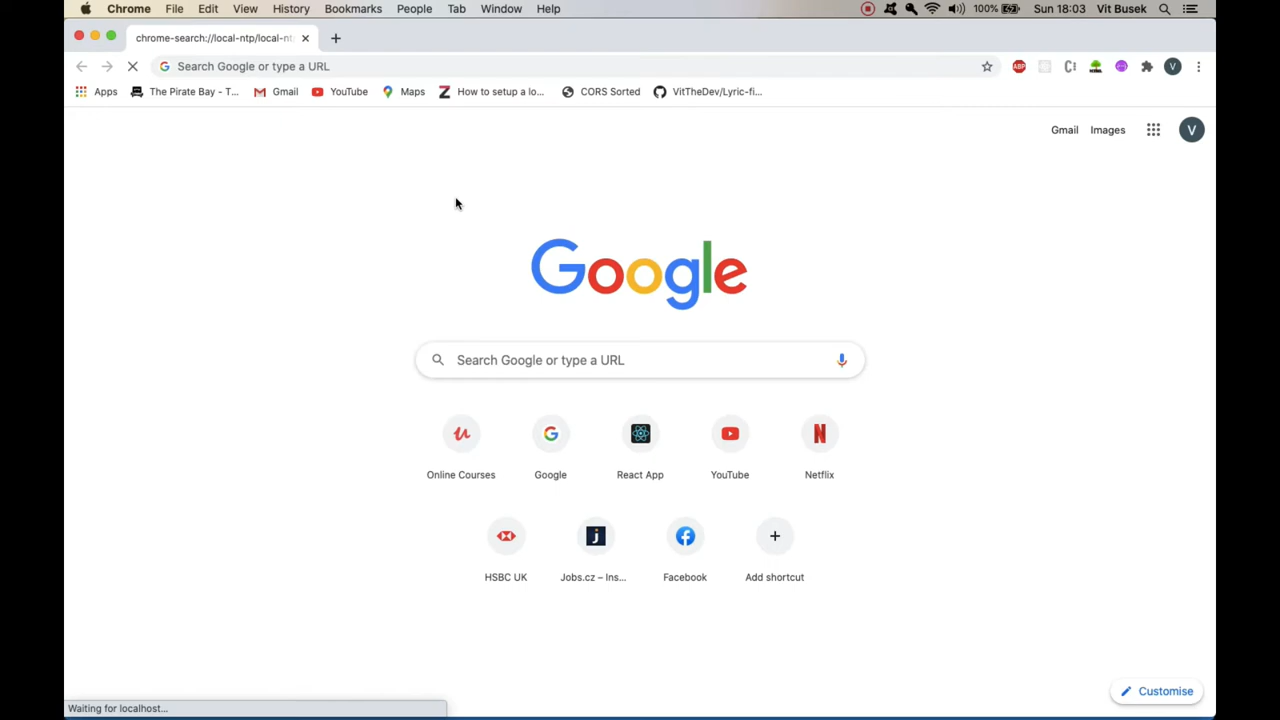 Chrome File Edit View History Bookmarks People Tab Window Help 100% Sun 18:03 Vit Busek
chrome-search://local-ntp/local-nt
Search Google or type a URL ABP V
Apps The Pirate Bay - T... Gmail YouTube Maps How to setup a lo... CORS Sorted VitTheDev/Lyric-fi...
Gmail Images V
Google
Search Google or type a URL
Online Courses Google React App YouTube Netflix
HSBC UK Jobs.cz – Ins... Facebook Add shortcut
Customise
Waiting for localhost...